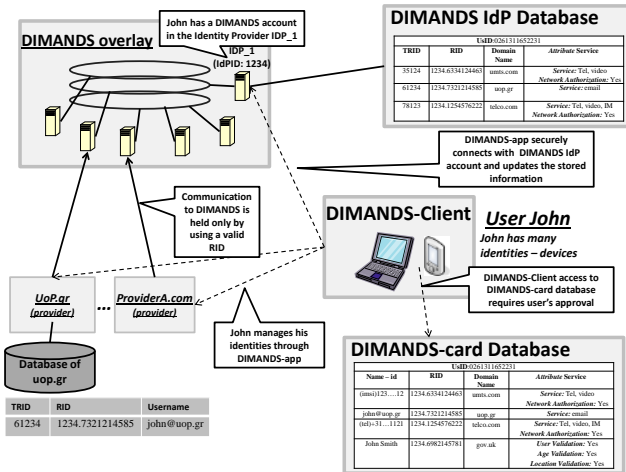 DIMANDS overlay
John has a DIMANDS account
in the Identity Provider IDP_1
IDP_1
(IdPID: 1234)
DIMANDS IdP Database
UsID:0261311652231
TRID RID Domain Name Attribute Service
35124 1234.6334124463 umts.com Service: Tel, video
Network Authorization: Yes
61234 1234.7321214585 uop.gr Service: email
78123 1234.1254576222 telco.com Service: Tel, video, IM
Network Authorization: Yes
DIMANDS-app securely
connects with DIMANDS IdP
account and updates the stored
information
Communication
to DIMANDS is
held only by
using a valid
RID
DIMANDS-Client
User John
John has many
identities – devices
DIMANDS-Client access to
DIMANDS-card database
requires user's approval
UoP.gr
(provider)
...
ProviderA.com
(provider)
John manages his
identities through
DIMANDS-app
Database of
uop.gr
TRID RID Username
61234 1234.7321214585 john@uop.gr
DIMANDS-card Database
UsID:0261311652231
Name – id RID Domain Name Attribute Service
(imsi)123….12 1234.6334124463 umts.com Service: Tel, video
Network Authorization: Yes
john@uop.gr 1234.7321214585 uop.gr Service: email
(tel)+31…1121 1234.1254576222 telco.com Service: Tel, video, IM
Network Authorization: Yes
John Smith 1234.6982145781 gov.uk User Validation: Yes
Age Validation: Yes
Location Validation: Yes